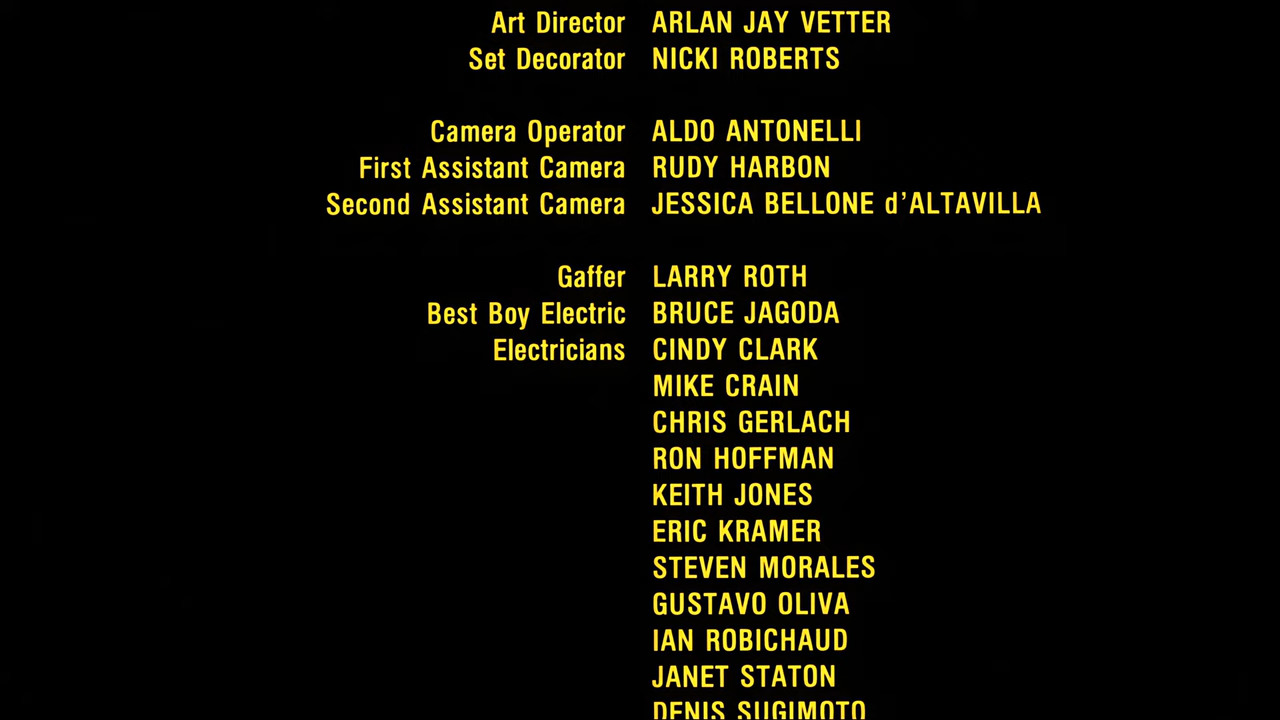 Art Director ARLAN JAY VETTER
Set Decorator NICKI ROBERTS
Camera Operator ALDO ANTONELLI
First Assistant Camera RUDY HARBON
Second Assistant Camera JESSICA BELLONE d'ALTAVILLA
Gaffer LARRY ROTH
Best Boy Electric BRUCE JAGODA
Electricians CINDY CLARK
MIKE CRAIN
CHRIS GERLACH
RON HOFFMAN
KEITH JONES
ERIC KRAMER
STEVEN MORALES
GUSTAVO OLIVA
IAN ROBICHAUD
JANET STATON
DENIS SUGIMOTO